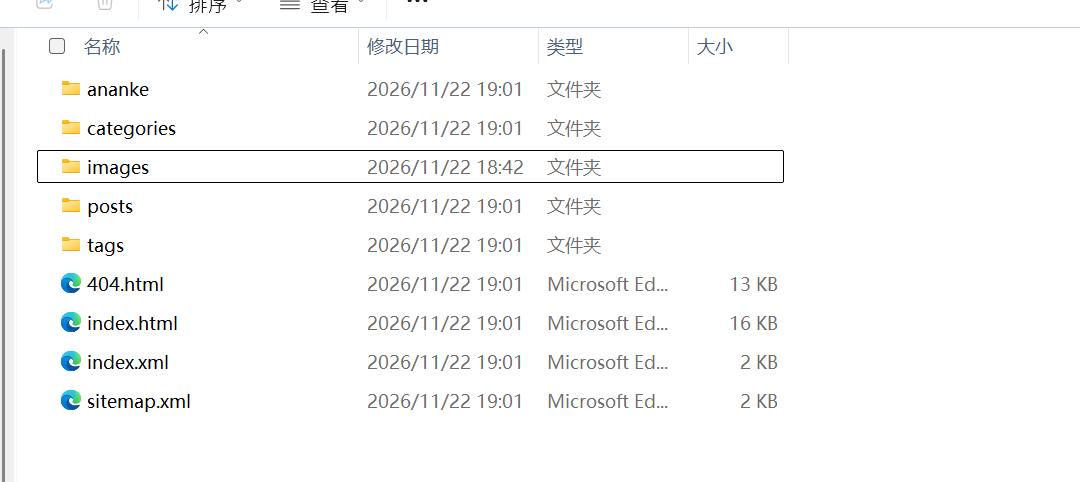 排序 查看 ...
名称 修改日期 类型 大小
ananke 2026/11/22 19:01 文件夹
categories 2026/11/22 19:01 文件夹
images 2026/11/22 18:42 文件夹
posts 2026/11/22 19:01 文件夹
tags 2026/11/22 19:01 文件夹
404.html 2026/11/22 19:01 Microsoft Ed... 13 KB
index.html 2026/11/22 19:01 Microsoft Ed... 16 KB
index.xml 2026/11/22 19:01 Microsoft Ed... 2 KB
sitemap.xml 2026/11/22 19:01 Microsoft Ed... 2 KB